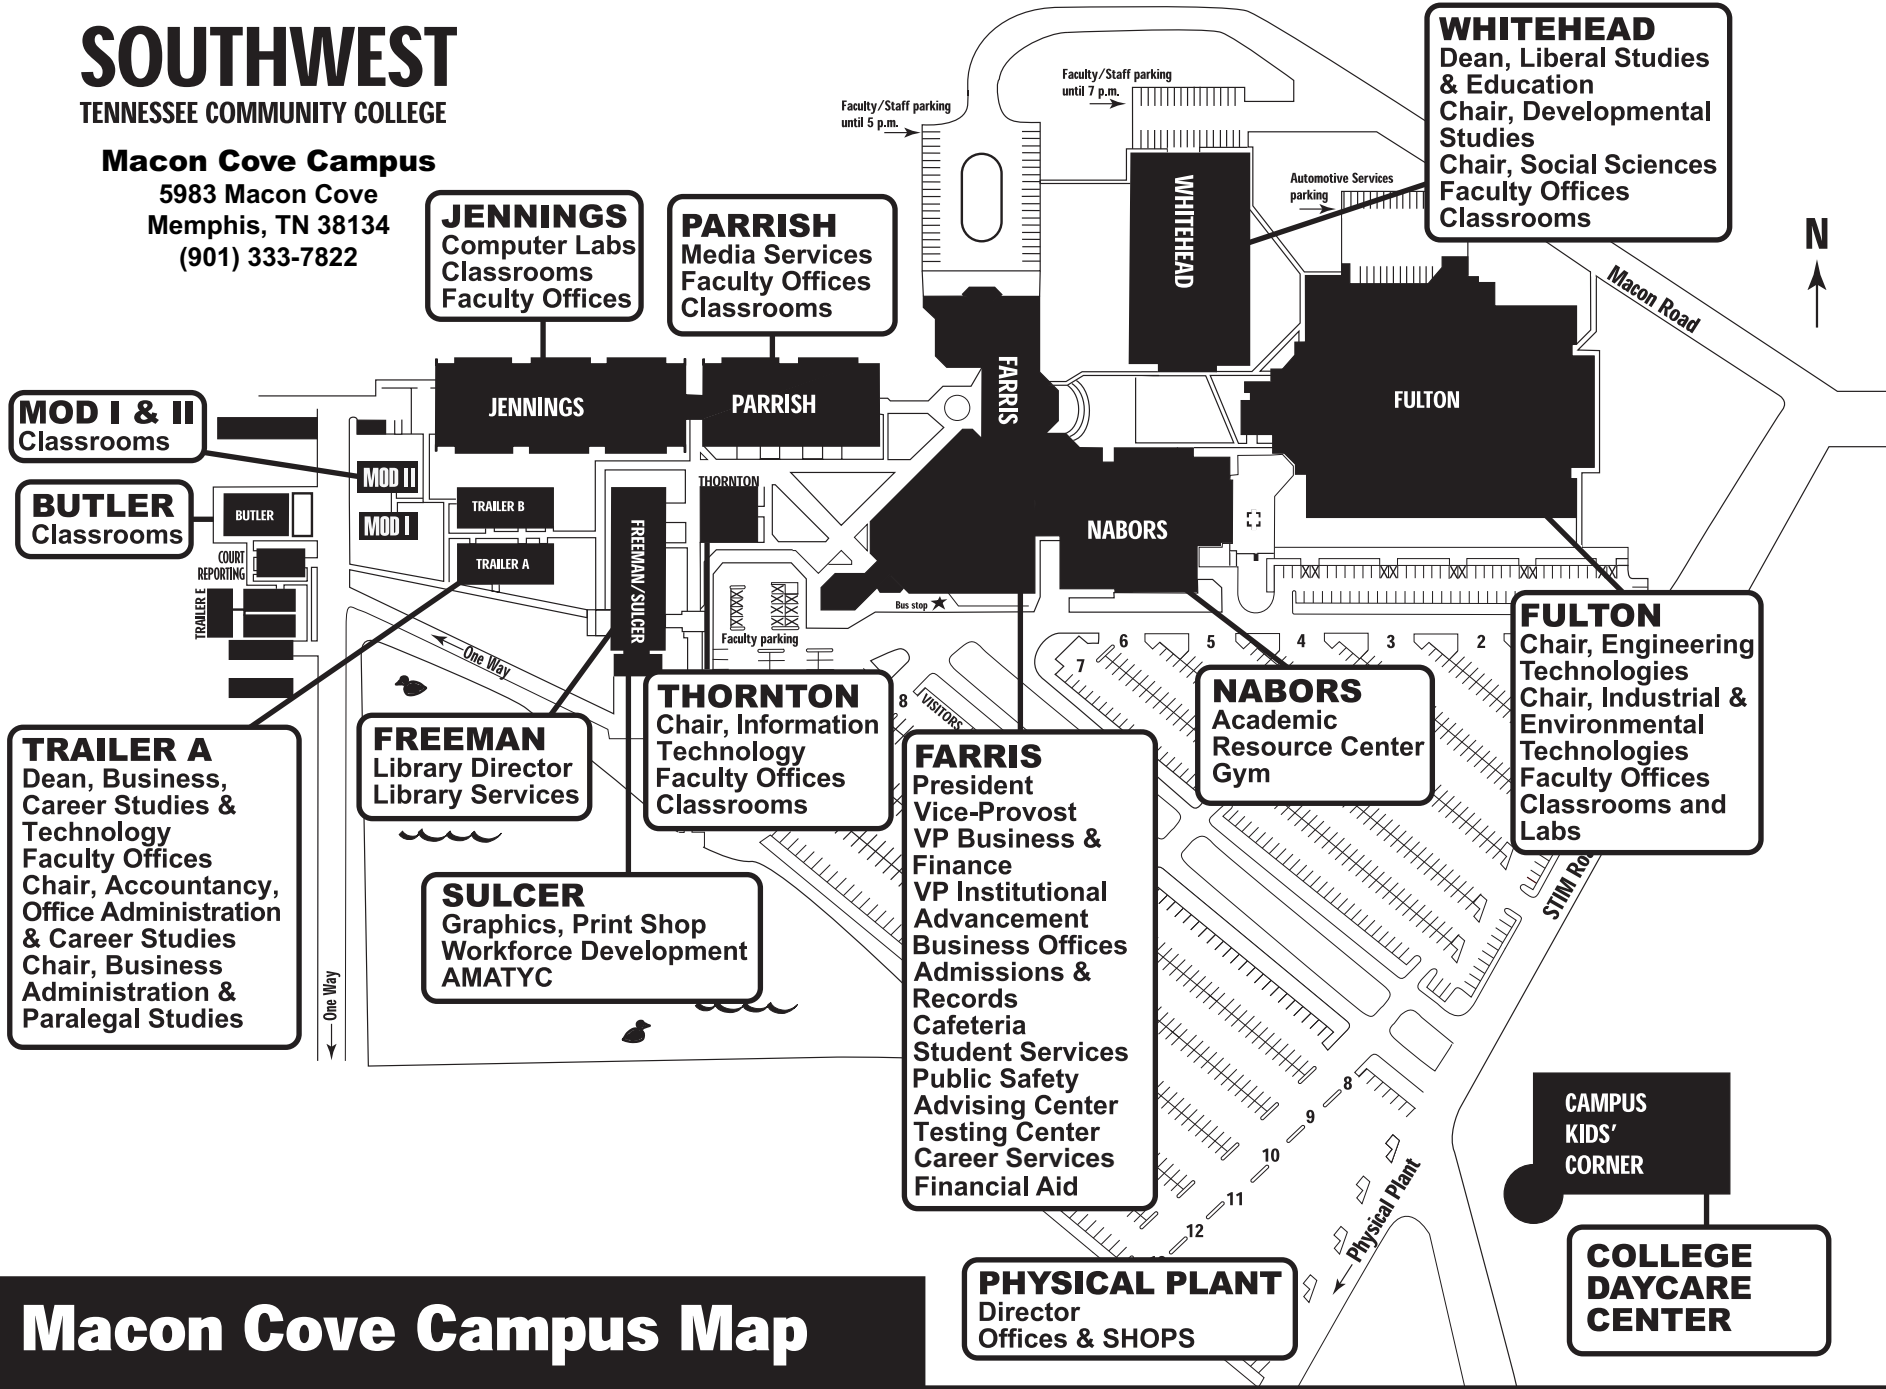 SOUTHWEST
TENNESSEE COMMUNITY COLLEGE
Macon Cove Campus
5983 Macon Cove
Memphis, TN 38134
(901) 333-7822
Faculty/Staff parking
until 5 p.m.
Faculty/Staff parking
until 7 p.m.
Automotive Services
parking
WHITEHEAD
Dean, Liberal Studies
& Education
Chair, Developmental
Studies
Chair, Social Sciences
Faculty Offices
Classrooms
N
Macon Road
JENNINGS
Computer Labs
Classrooms
Faculty Offices
PARRISH
Media Services
Faculty Offices
Classrooms
WHITEHEAD
FARRIS
JENNINGS
PARRISH
FULTON
NABORS
MOD I & II
Classrooms
BUTLER
Classrooms
MOD II
MOD I
BUTLER
COURT
REPORTING
TRAILER E
TRAILER B
TRAILER A
FREEMAN/SULCER
THORNTON
Bus stop
Faculty parking
One Way
VISITORS
8
7
6
5
4
3
2
TRAILER A
Dean, Business,
Career Studies &
Technology
Faculty Offices
Chair, Accountancy,
Office Administration
& Career Studies
Chair, Business
Administration &
Paralegal Studies
One Way
FREEMAN
Library Director
Library Services
THORNTON
Chair, Information
Technology
Faculty Offices
Classrooms
SULCER
Graphics, Print Shop
Workforce Development
AMATYC
FARRIS
President
Vice-Provost
VP Business &
Finance
VP Institutional
Advancement
Business Offices
Admissions &
Records
Cafeteria
Student Services
Public Safety
Advising Center
Testing Center
Career Services
Financial Aid
NABORS
Academic
Resource Center
Gym
FULTON
Chair, Engineering
Technologies
Chair, Industrial &
Environmental
Technologies
Faculty Offices
Classrooms and
Labs
STIM
8
9
10
11
12
Physical Plant
CAMPUS
KIDS'
CORNER
COLLEGE
DAYCARE
CENTER
PHYSICAL PLANT
Director
Offices & SHOPS
Macon Cove Campus Map